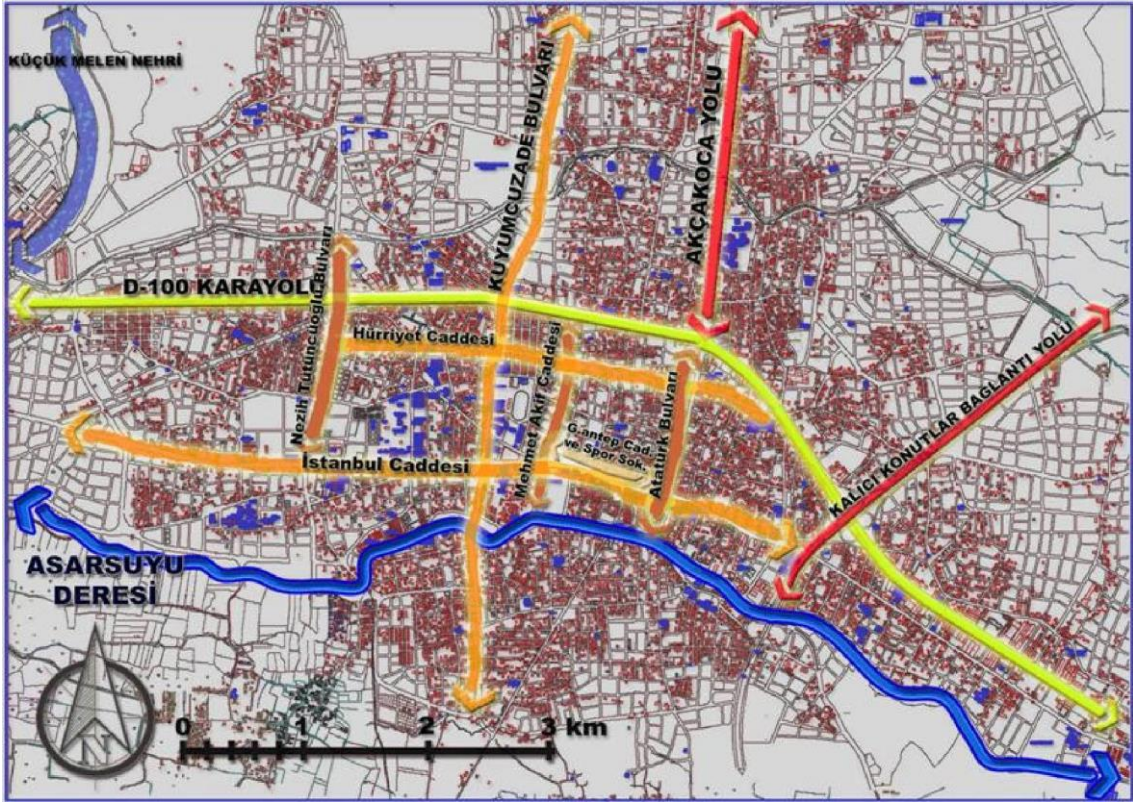 KÜÇÜK MELEN NEHRİ
KUYUMCUZADE BULVARI
AKÇAKOCA YOLU
D-100 KARAYOLU
Nezih Tütüncüoğlu Bulvarı
Hürriyet Caddesi
Mehmet Akif Caddesi
G.antep Cad.
ve Spor Sok.
Atatürk Bulvarı
KALICI KONUTLAR BAGLANTI YOLU
İstanbul Caddesi
ASARSUYU
DERESİ
N
0 1 2 3 km